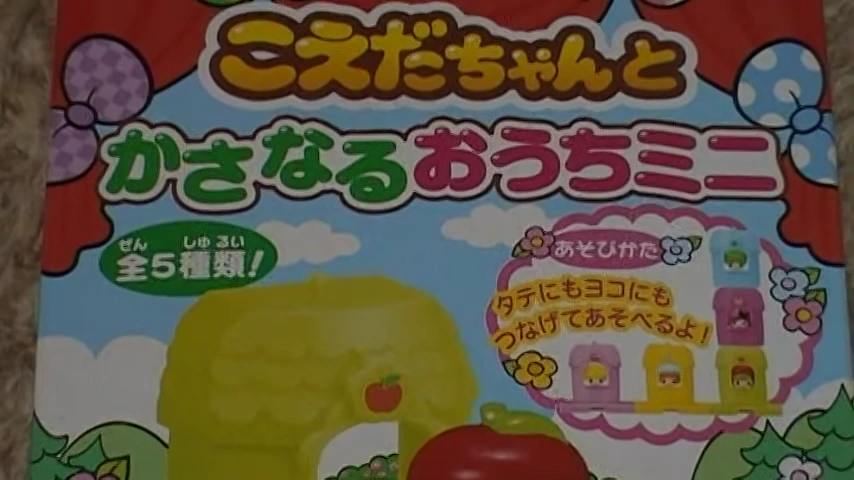 こえだちゃんと
かさなるおうちミニ
ぜん しゅるい
全5種類!
あそびかた
タテにもヨコにも
つなげてあそべるよ!